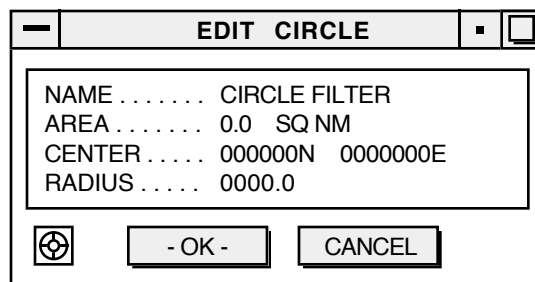 EDIT CIRCLE
NAME . . . . . . . CIRCLE FILTER
AREA . . . . . . . 0.0 SQ NM
CENTER . . . . . 000000N 0000000E
RADIUS . . . . . 0000.0
- OK - CANCEL